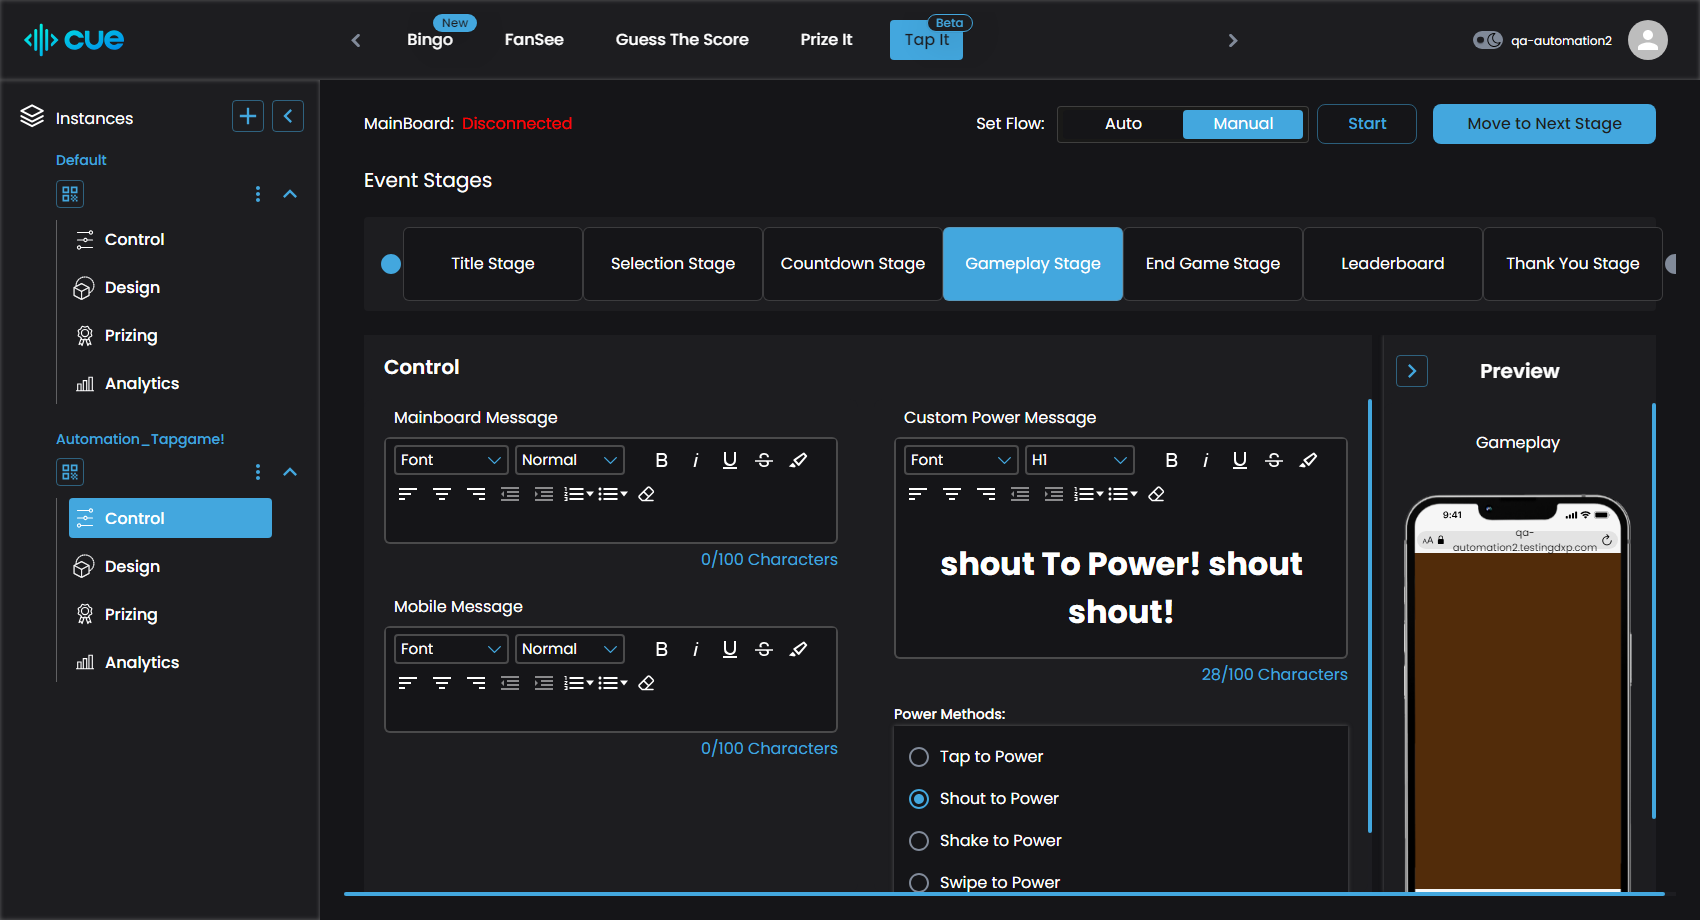 cue
Bingo
New
FanSee
Guess The Score
Prize It
Tap It
Beta
qa-automation2
Instances
Default
Control
Design
Prizing
Analytics
Automation_Tapgame!
Control
Design
Prizing
Analytics
MainBoard: Disconnected
Set Flow:
Auto
Manual
Start
Move to Next Stage
Event Stages
Title Stage
Selection Stage
Countdown Stage
Gameplay Stage
End Game Stage
Leaderboard
Thank You Stage
Control
Mainboard Message
Font
Normal
B i U S
0/100 Characters
Mobile Message
Font
Normal
B i U S
0/100 Characters
Custom Power Message
Font
H1
B i U S
shout To Power! shout
shout!
28/100 Characters
Power Methods:
Tap to Power
Shout to Power
Shake to Power
Swipe to Power
Preview
Gameplay
9:41
AA
qa-
automation2.testingdxp.com